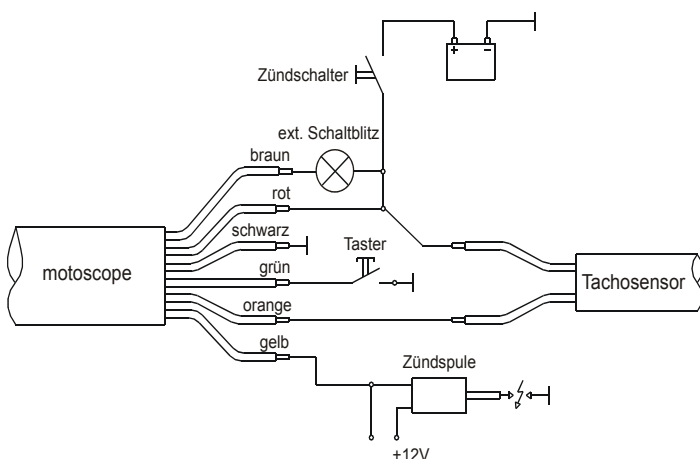 + −
Zündschalter
ext. Schaltblitz
braun
rot
schwarz
Taster
grün
motoscope
Tachosensor
orange
gelb
Zündspule
+12V